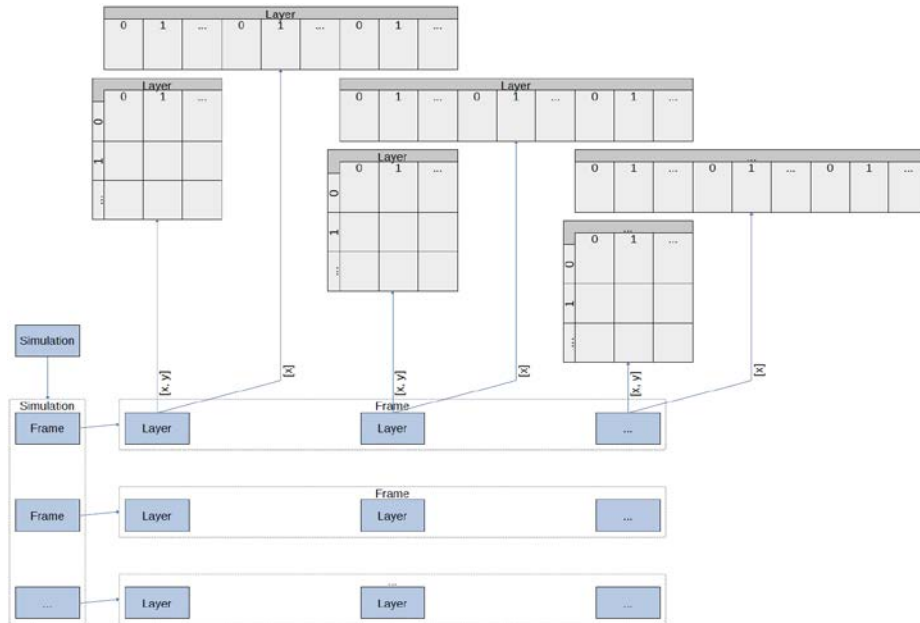 Layer
0 1 ... 0 1 ... 0 1 ...
Layer
0 1 ...
0
1
...
Layer
0 1 ... 0 1 ... 0 1 ...
Layer
0 1 ...
0
1
...
...
0 1 ... 0 1 ... 0 1 ...
...
0 1 ...
0
1
...
Simulation
[x, y] [x] [x, y] [x] [x, y] [x]
Simulation Frame
Frame Layer Layer ...
Frame
Frame Layer Layer ...
...
... Layer Layer ...